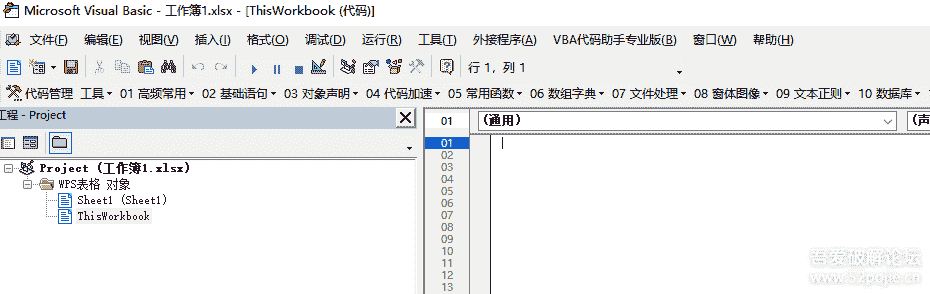 Microsoft Visual Basic - 工作簿1.xlsx - [ThisWorkbook (代码)]
文件(F) 编辑(E) 视图(V) 插入(I) 格式(O) 调试(D) 运行(R) 工具(T) 外接程序(A) VBA代码助手专业版(B) 窗口(W) 帮助(H)
行 1, 列 1
代码管理 工具 01 高频常用 02 基础语句 03 对象声明 04 代码加速 05 常用函数 06 数组字典 07 文件处理 08 窗体图像 09 文本正则 10 数据库
工程 - Project
01 (通用) (声
Project (工作簿1.xlsx)
WPS表格 对象
Sheet1 (Sheet1)
ThisWorkbook
01
02
03
04
05
06
07
08
09
10
11
12
13
吾爱破解论坛
www.52pojie.cn